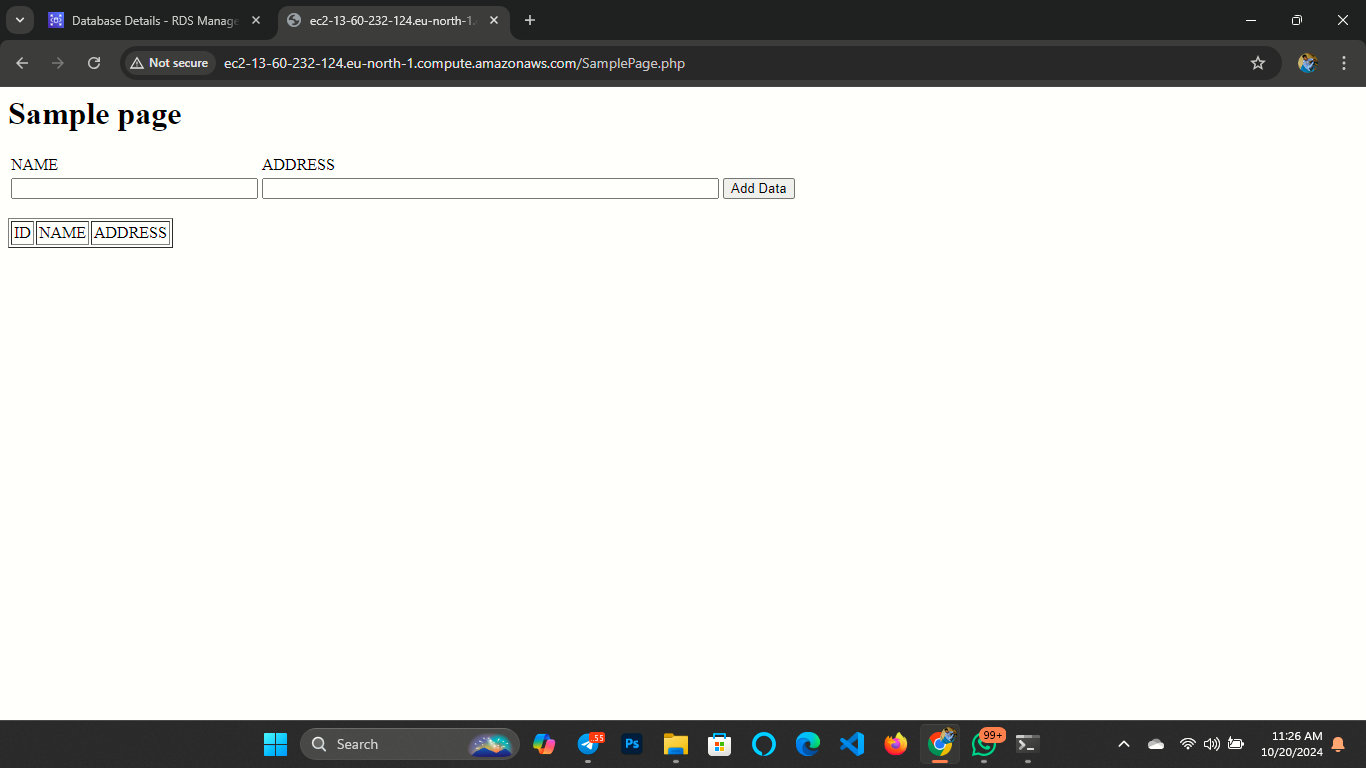 Database Details - RDS Manage
ec2-13-60-232-124.eu-north-1.c
Not secure
ec2-13-60-232-124.eu-north-1.compute.amazonaws.com/SamplePage.php
Sample page
NAME ADDRESS
Add Data
ID NAME ADDRESS
Search
55
Ps
99+
11:26 AM
10/20/2024